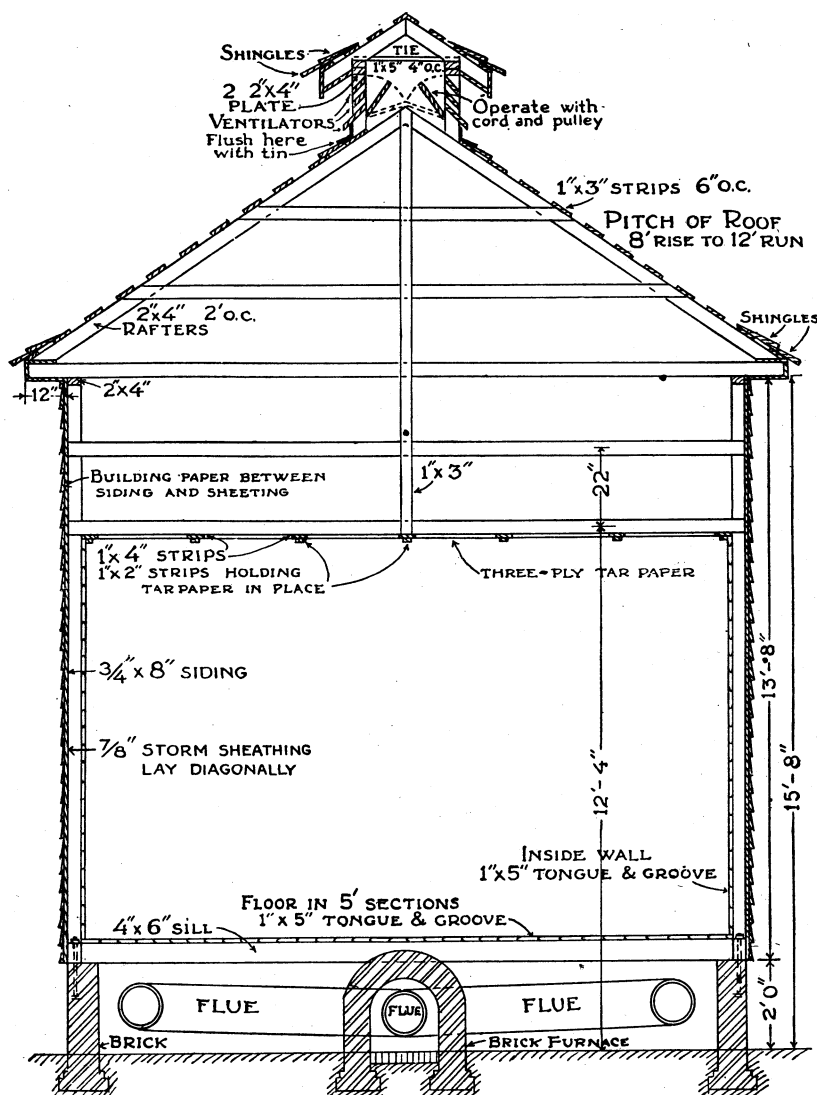 SHINGLES
TIE
1"x5" 4" O.C.
2 2"x4"
PLATE
VENTILATORS
Flush here
with tin
Operate with
cord and pulley
1"x3" STRIPS 6" O.C.
PITCH OF ROOF
8' RISE TO 12' RUN
2"x4" 2' O.C.
RAFTERS
SHINGLES
12"
2"x4"
BUILDING PAPER BETWEEN
SIDING AND SHEETING
1"x3"
22"
1"x4" STRIPS
1"x2" STRIPS HOLDING
TAR PAPER IN PLACE
THREE-PLY TAR PAPER
3/4" x 8" SIDING
13'-8"
7/8" STORM SHEATHING
LAY DIAGONALLY
12'-4"
15'-8"
INSIDE WALL
1"x5" TONGUE & GROOVE
FLOOR IN 5' SECTIONS
1"x5" TONGUE & GROOVE
4"x6" SILL
FLUE
FLUE
FLUE
2'0"
BRICK
BRICK FURNACE